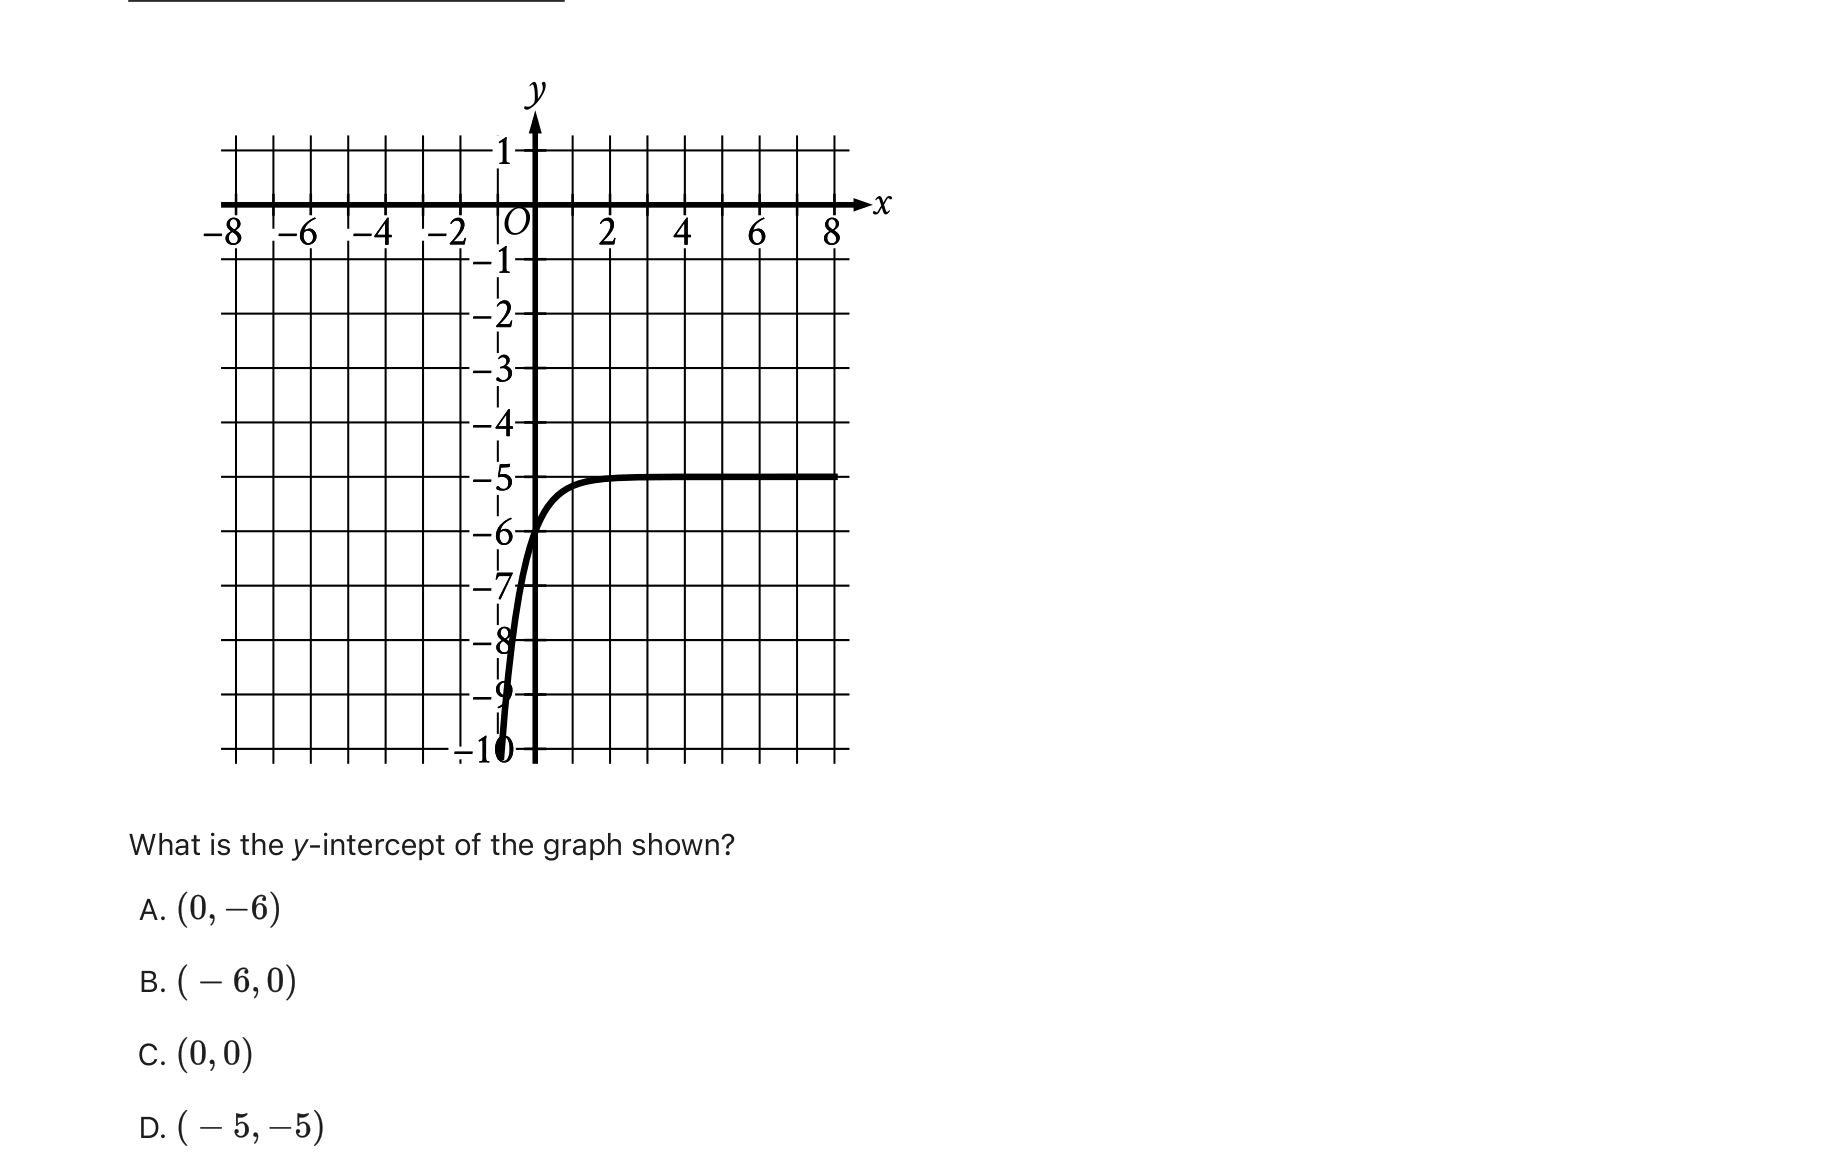 y
1
x
−8 −6 −4 −2 O 2 4 6 8
−1
−2
−3
−4
−5
−6
−7
−8
−9
−10
What is the y-intercept of the graph shown?
A. (0, −6)
B. ( − 6, 0)
C. (0, 0)
D. ( − 5, −5)